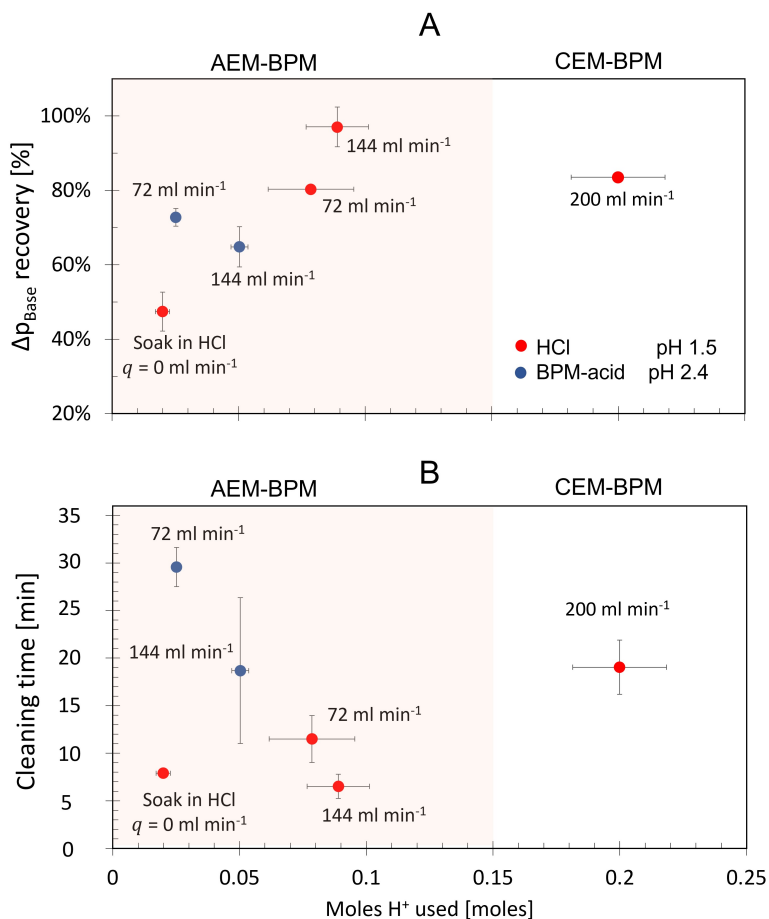 A
AEM-BPM CEM-BPM
100%
80%
60%
40%
20%
Δp_Base recovery [%]
144 ml min⁻¹
72 ml min⁻¹
72 ml min⁻¹
200 ml min⁻¹
144 ml min⁻¹
Soak in HCl
q = 0 ml min⁻¹
HCl pH 1.5
BPM-acid pH 2.4
B
AEM-BPM CEM-BPM
35
30
25
20
15
10
5
0
Cleaning time [min]
72 ml min⁻¹
200 ml min⁻¹
144 ml min⁻¹
72 ml min⁻¹
Soak in HCl
q = 0 ml min⁻¹
144 ml min⁻¹
0 0.05 0.1 0.15 0.2 0.25
Moles H⁺ used [moles]